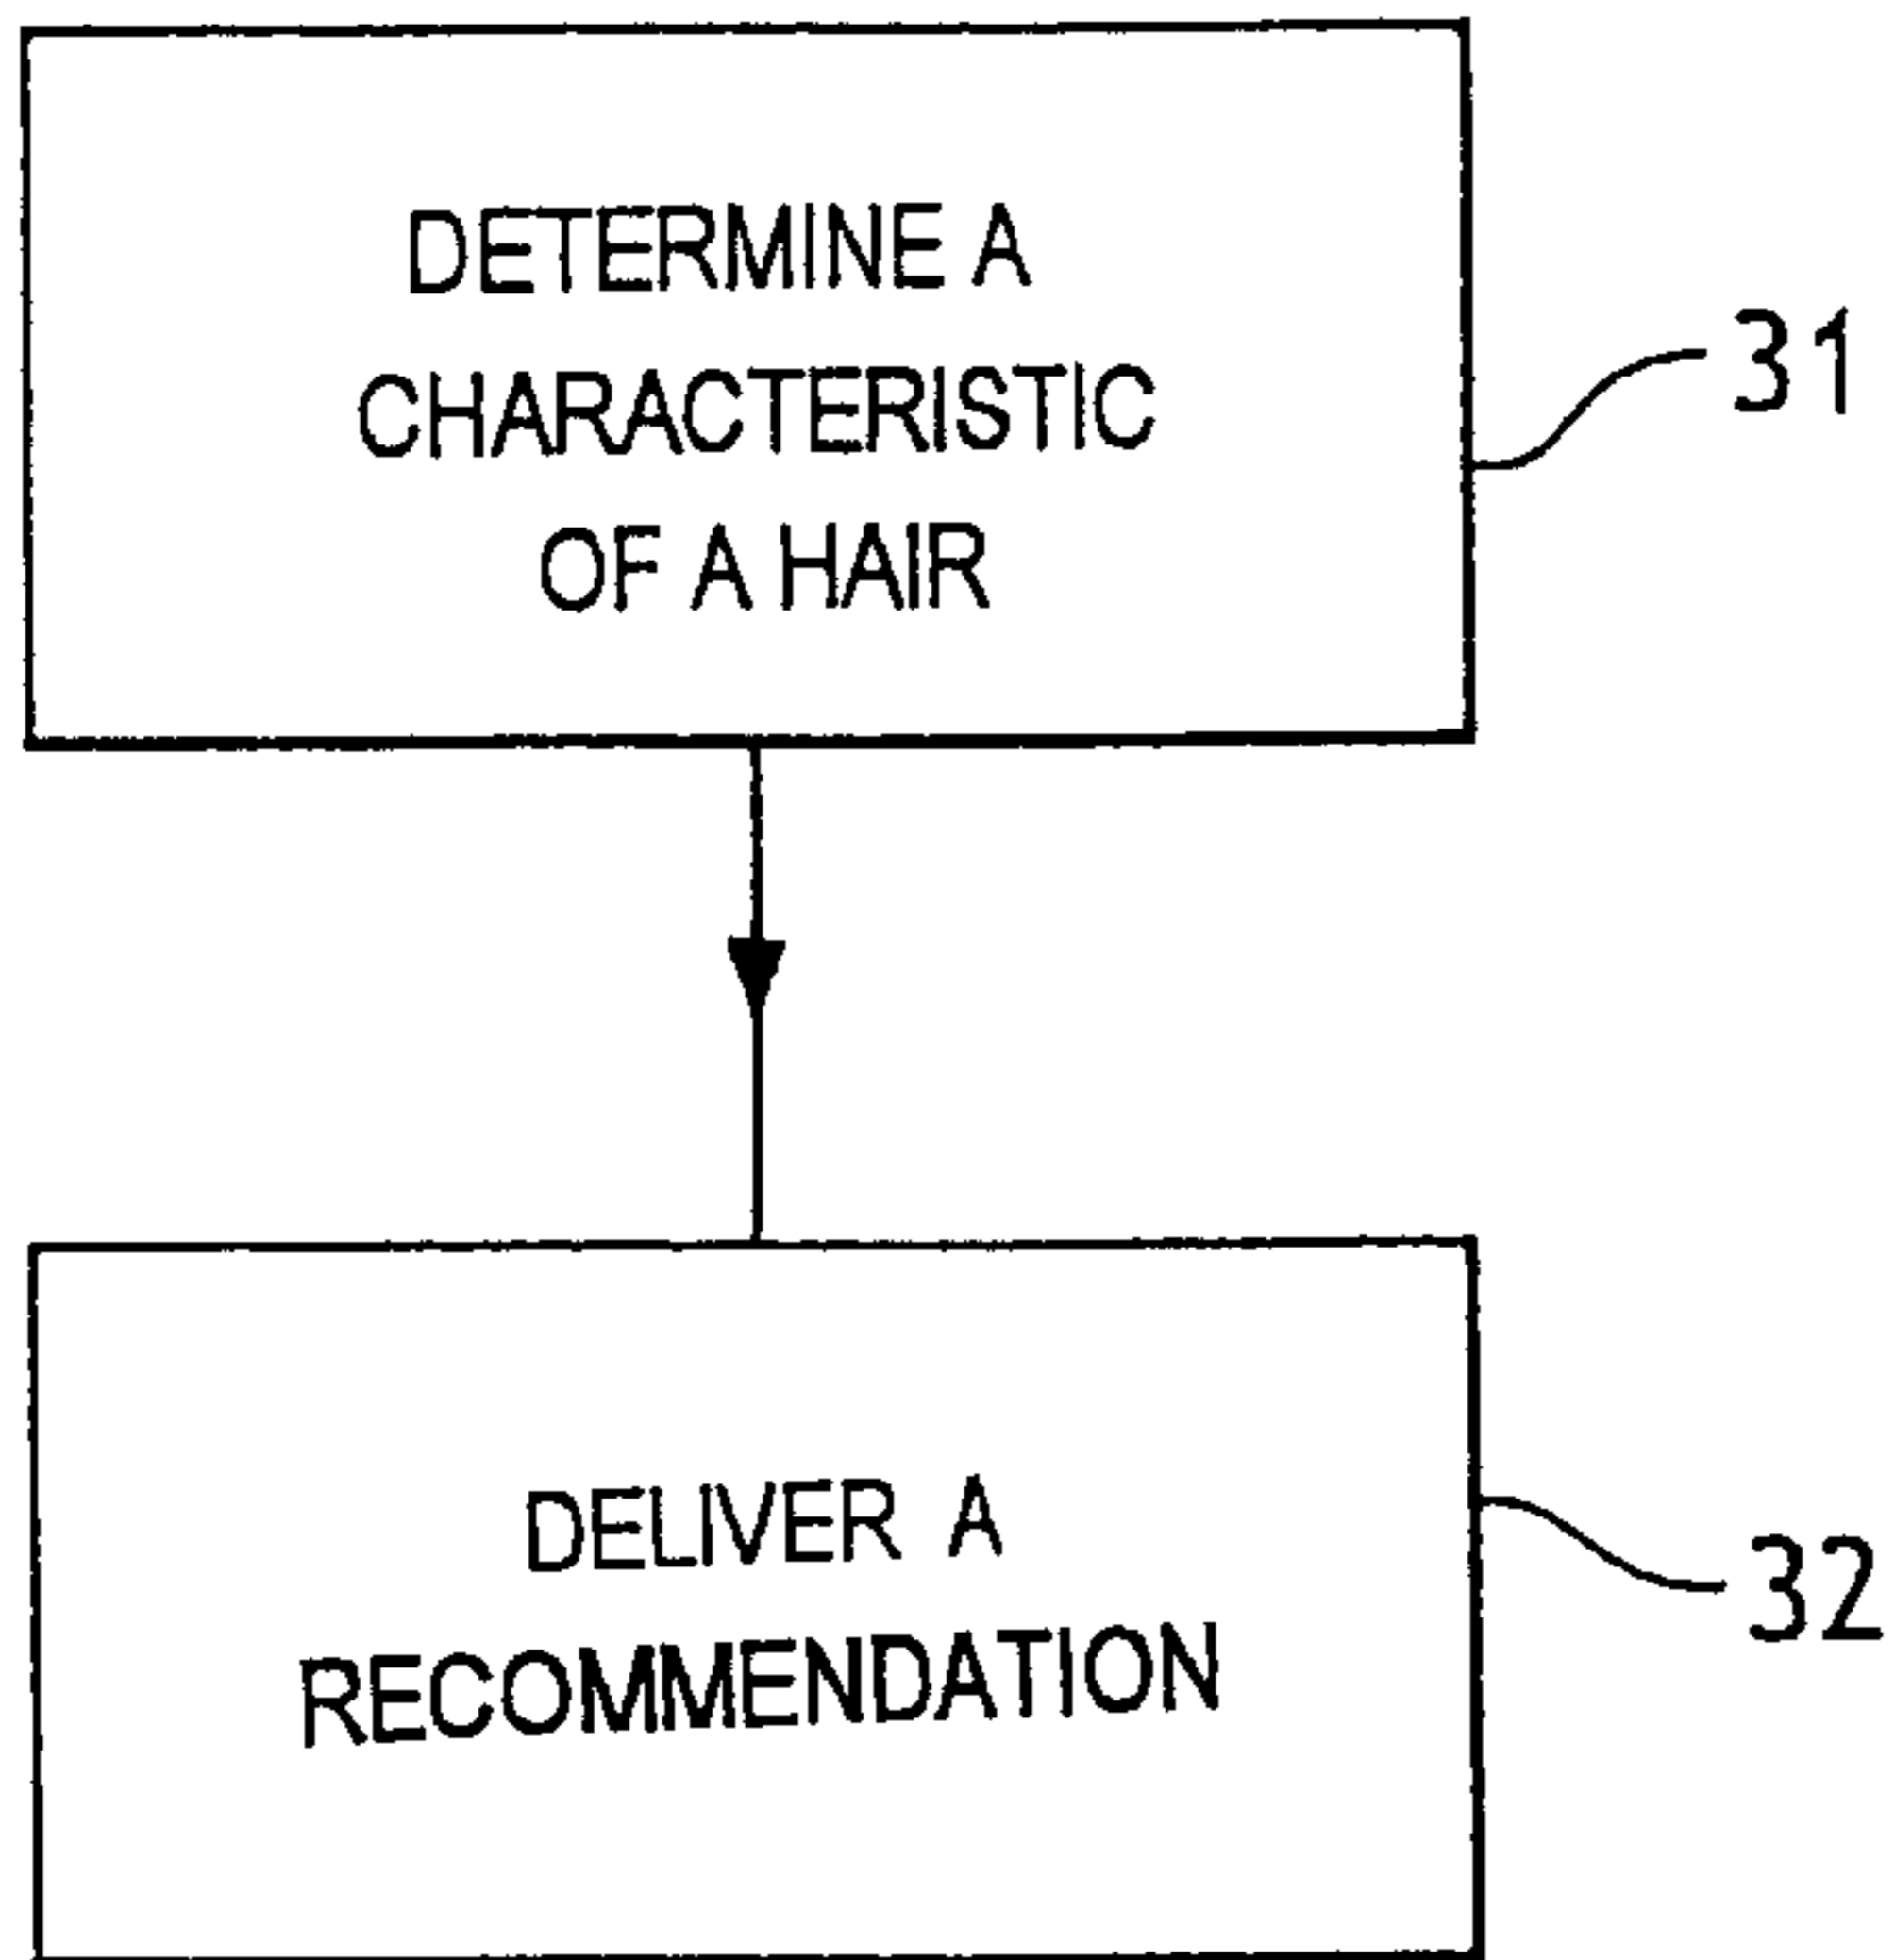 DETERMINE A
CHARACTERISTIC
OF A HAIR
31
DELIVER A
RECOMMENDATION
32